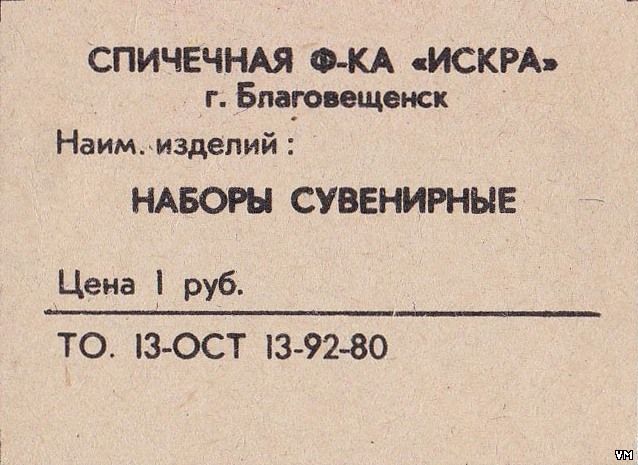 СПИЧЕЧНАЯ Ф-КА «ИСКРА»
г. Благовещенск
Наим. изделий :
НАБОРЫ СУВЕНИРНЫЕ
Цена 1 руб.
ТО. 13-ОСТ 13-92-80
VM